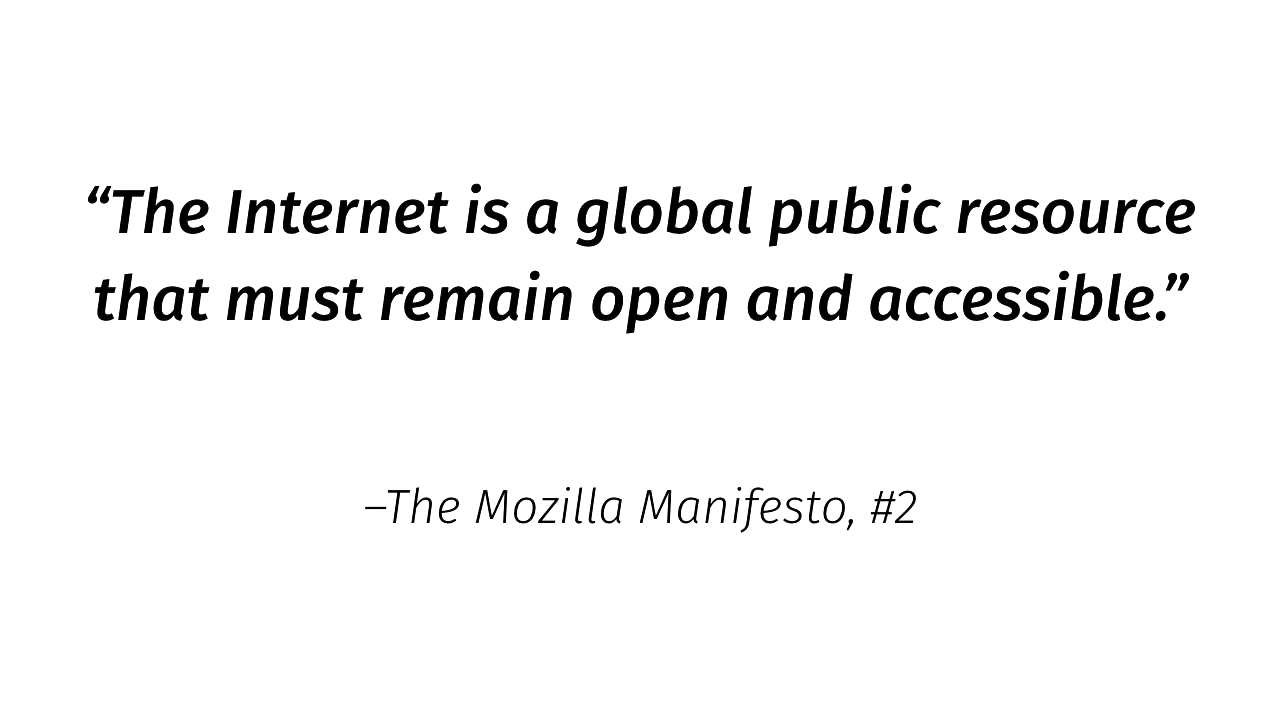 “The Internet is a global public resource
that must remain open and accessible.”
–The Mozilla Manifesto, #2